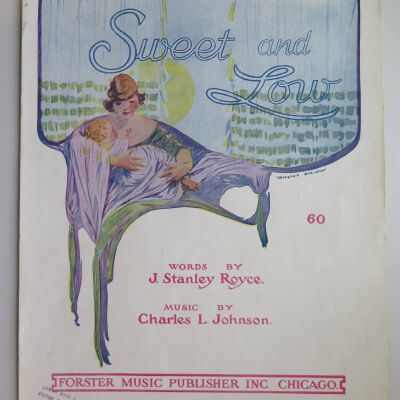 Sweet and
Low
60
WORDS BY
J. Stanley Royce.
MUSIC BY
Charles L. Johnson.
FORSTER MUSIC PUBLISHER INC CHICAGO.